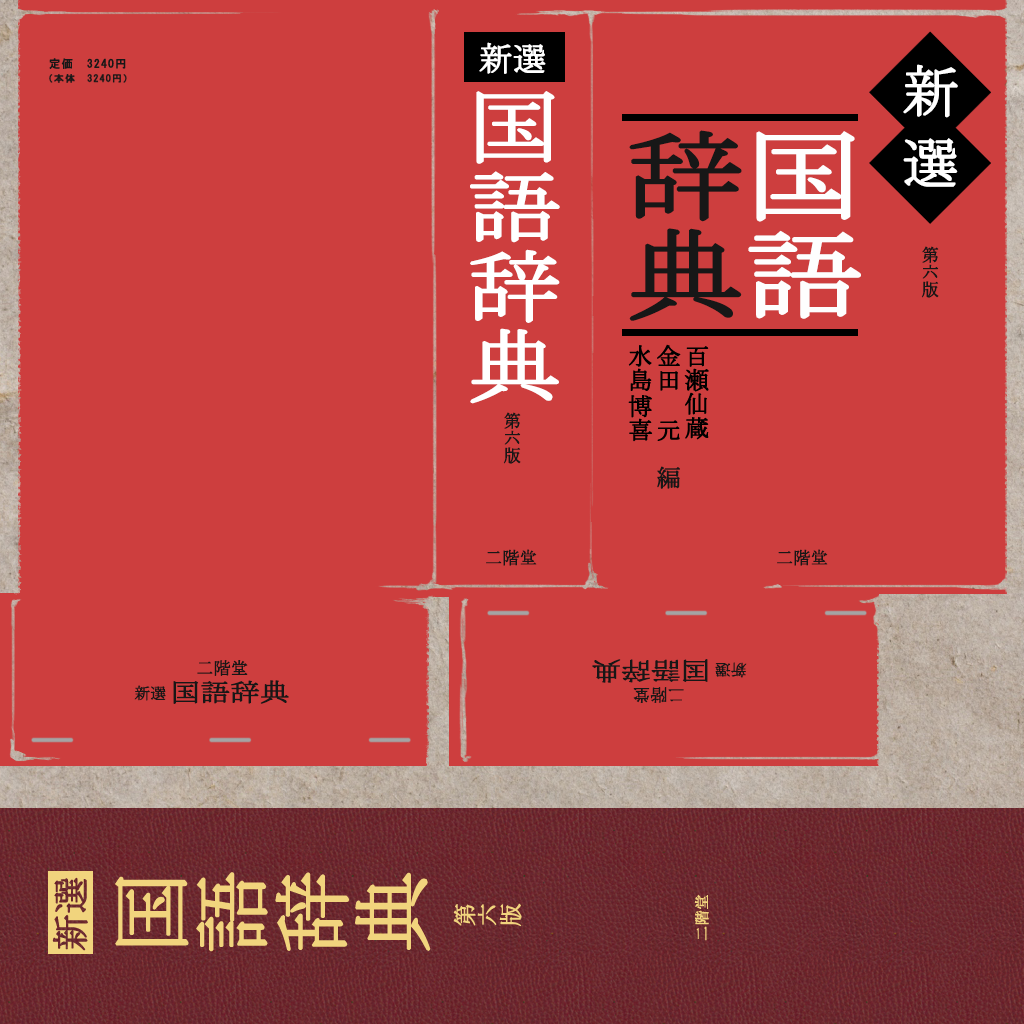 定価 3240円
(本体 3240円)
新選
国語辞典
第六版
二階堂
新選
国語
辞典
第六版
百瀬仙蔵
金田 元 編
水島博喜
二階堂
二階堂
新選 国語辞典
新選 国語辞典
二階堂
新選
国語辞典
第六版
二階堂